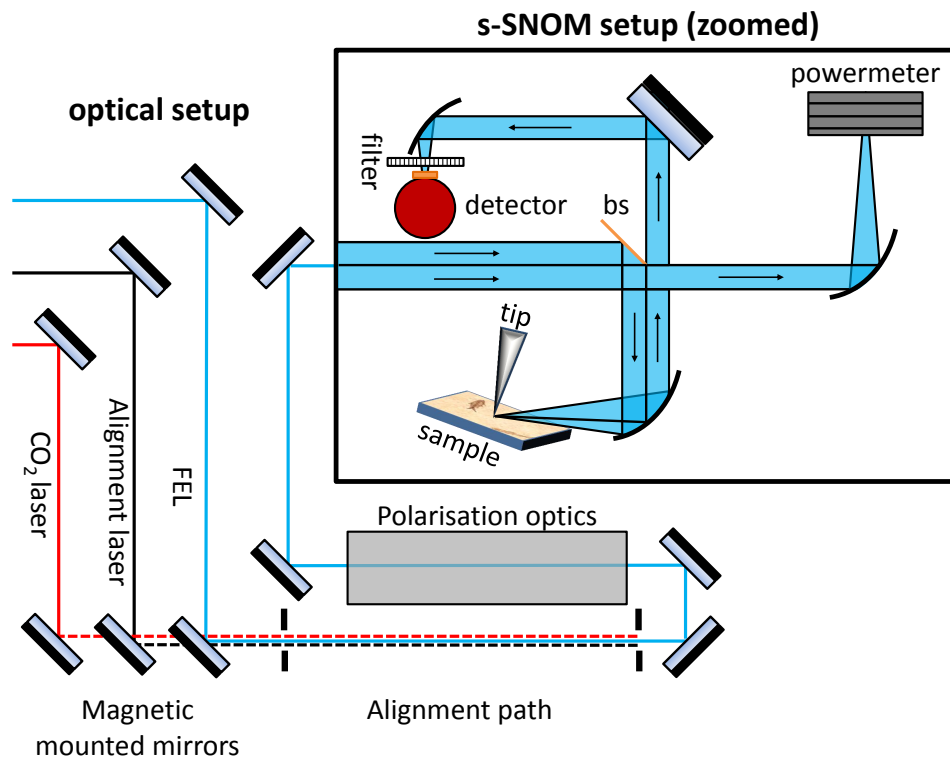 s-SNOM setup (zoomed)
optical setup
powermeter
filter
detector
bs
tip
sample
CO₂ laser
Alignment laser
FEL
Polarisation optics
Magnetic
mounted mirrors
Alignment path